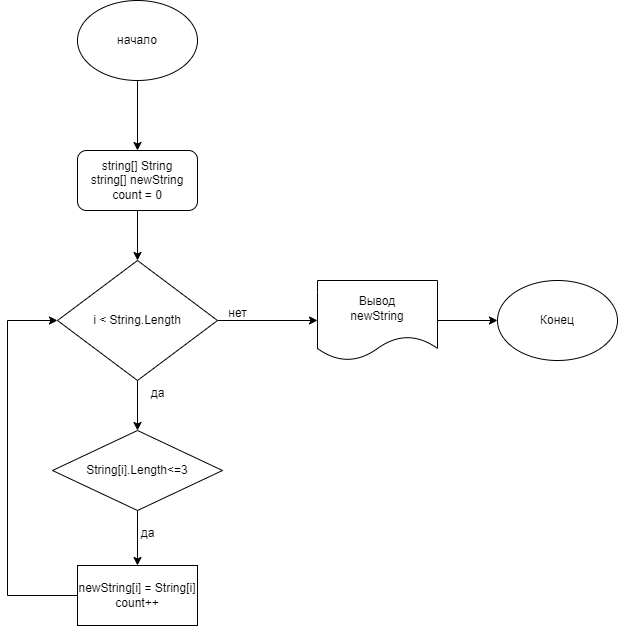 начало
string[] String
string[] newString
count = 0
i < String.Length
нет
Вывод
newString
Конец
да
String[i].Length<=3
да
newString[i] = String[i]
count++